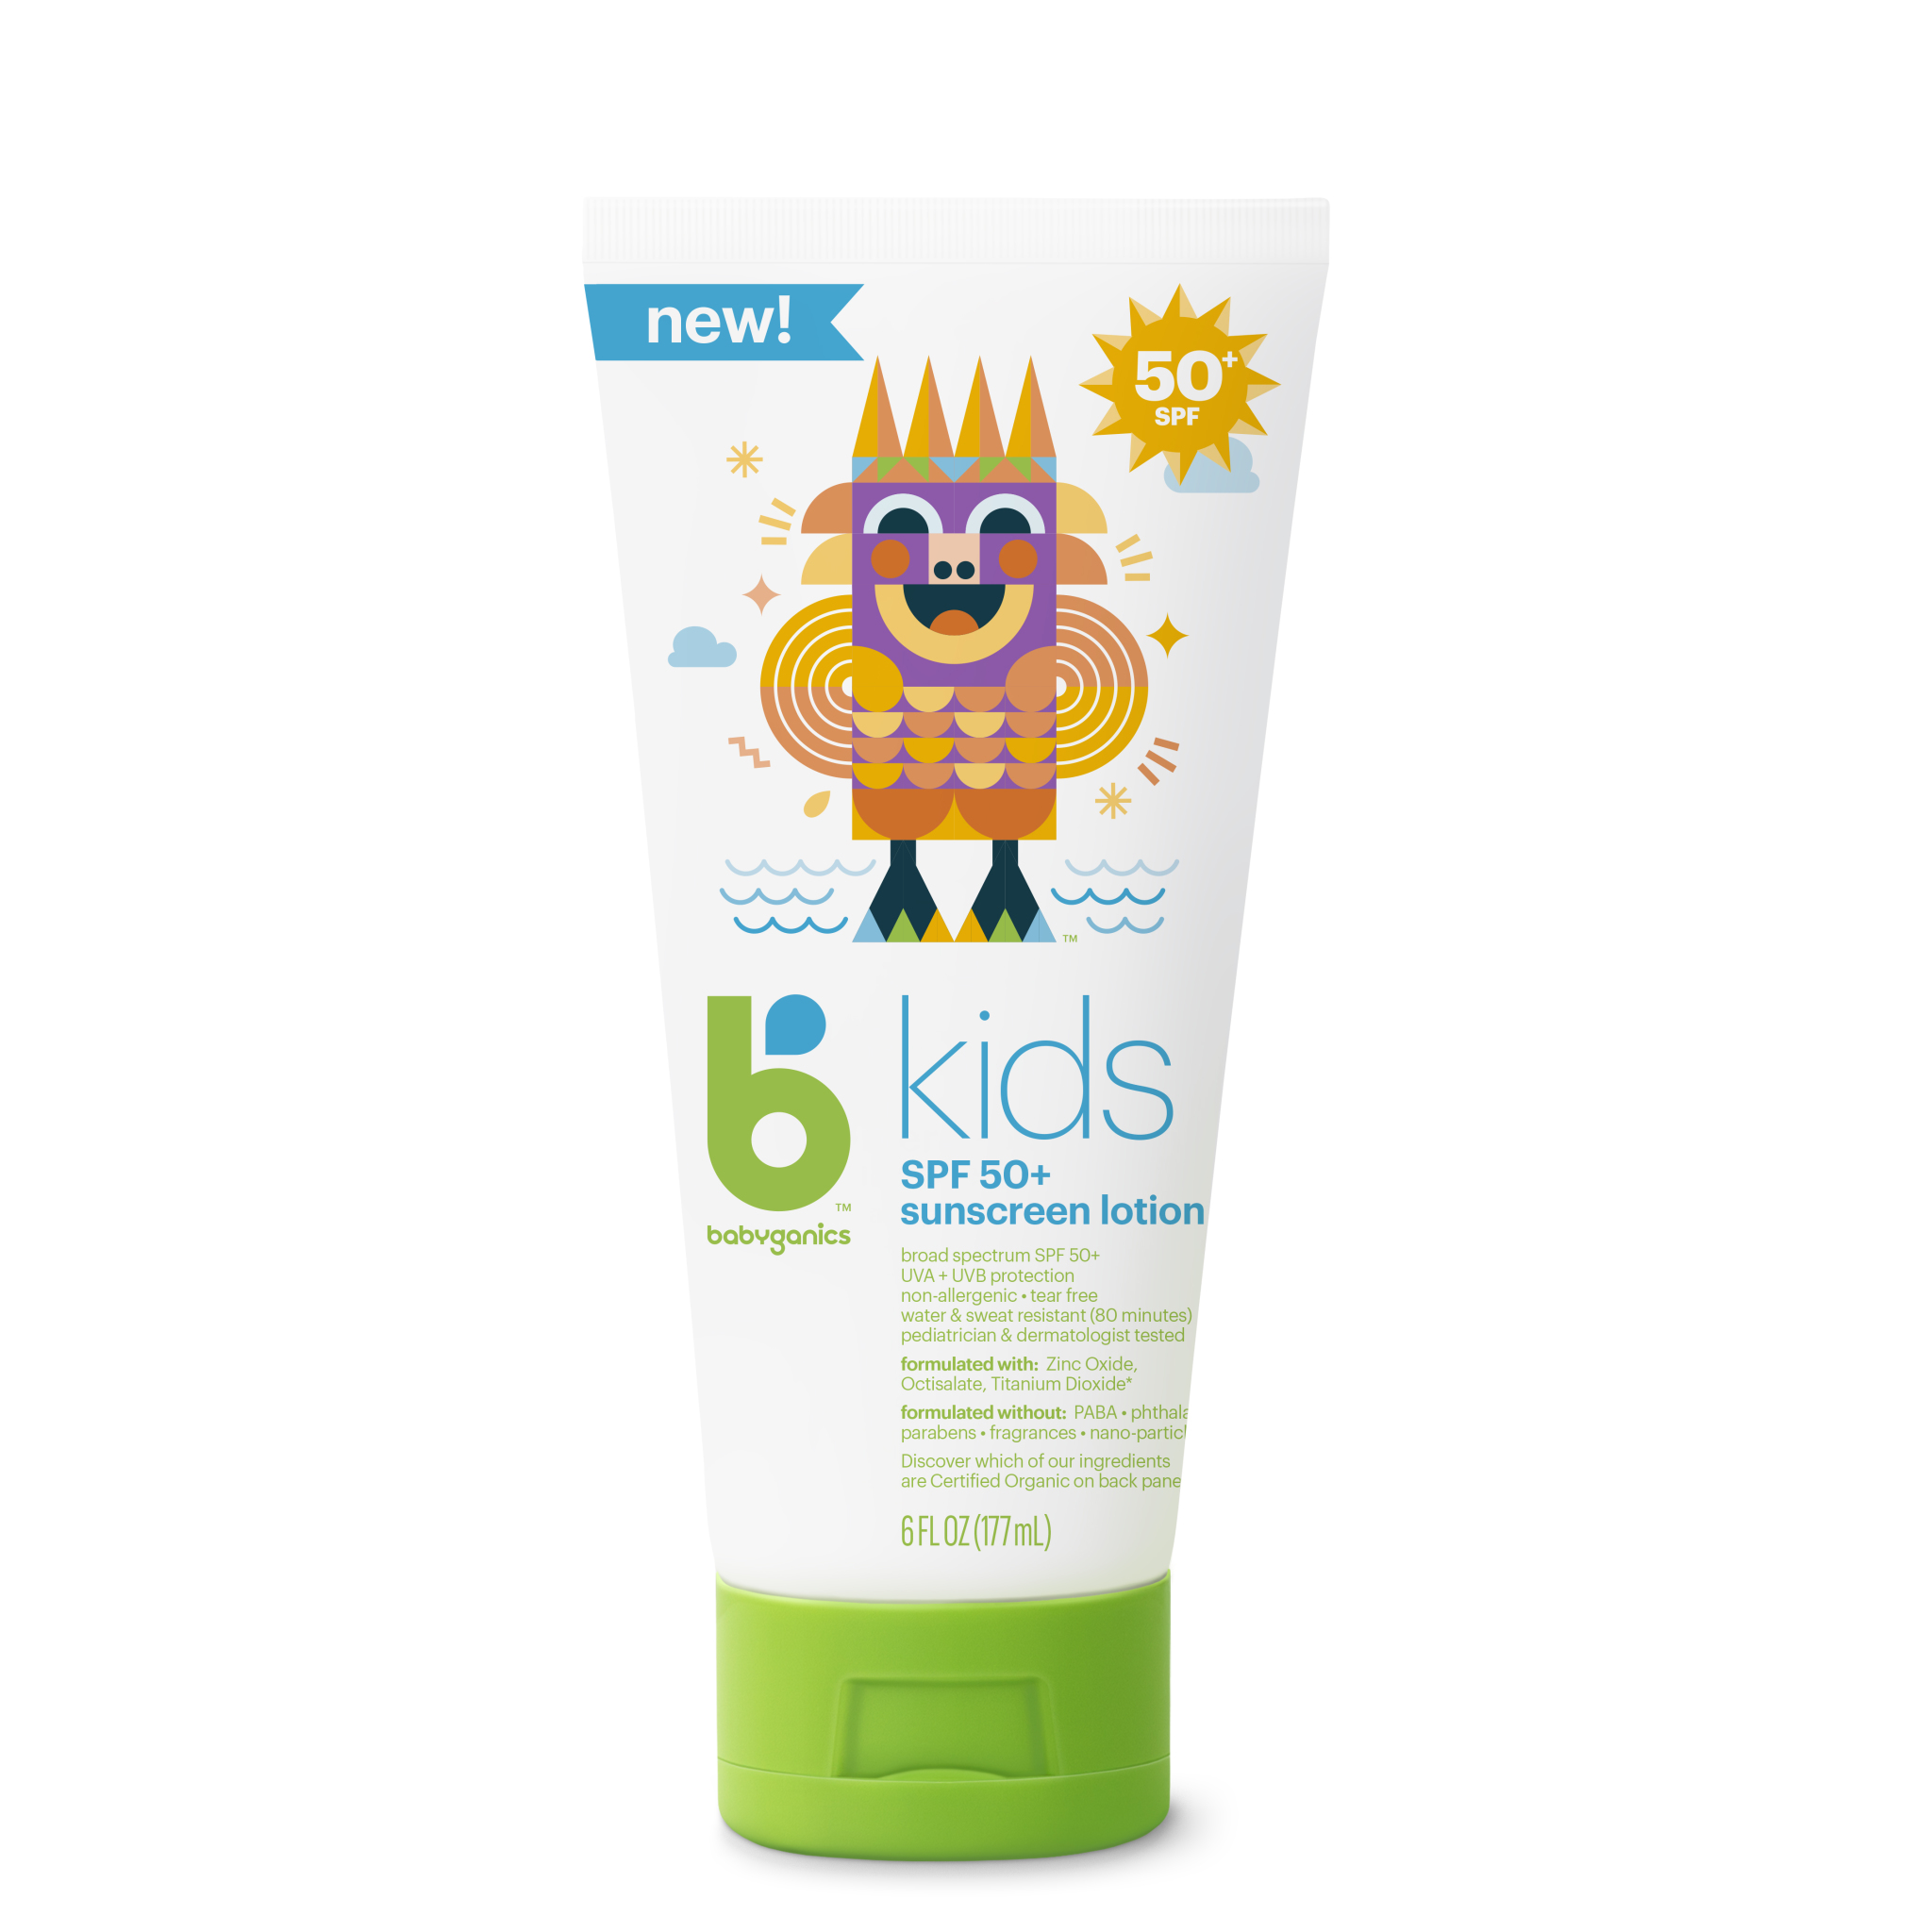 new!
50+
SPF
TM
kids
SPF 50+
sunscreen lotion
TM
babyganics
broad spectrum SPF 50+
UVA + UVB protection
non-allergenic • tear free
water & sweat resistant (80 minutes)
pediatrician & dermatologist tested
formulated with: Zinc Oxide,
Octisalate, Titanium Dioxide*
formulated without: PABA •
parabens • fragrances •
Discover which of our ingredients
are Certified Organic on back
6 FL OZ (177 mL)